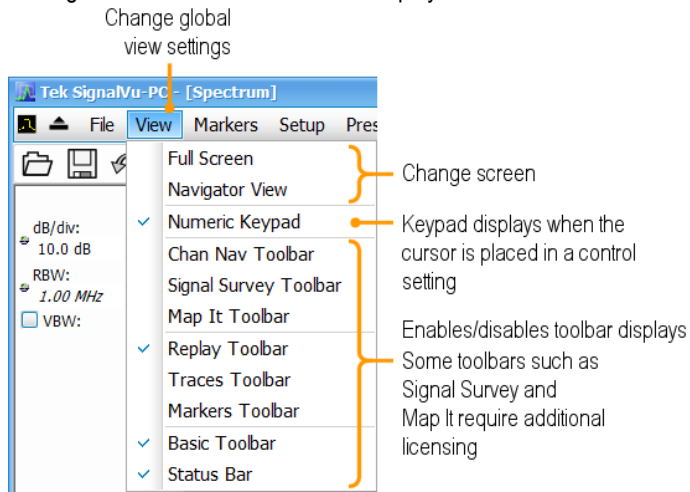 Change global
view settings
Tek SignalVu-PC - [Spectrum]
File View Markers Setup Pres
Full Screen
Navigator View
Change screen
dB/div:
10.0 dB
RBW:
1.00 MHz
VBW:
Numeric Keypad
Keypad displays when the
cursor is placed in a control
setting
Chan Nav Toolbar
Signal Survey Toolbar
Map It Toolbar
Replay Toolbar
Traces Toolbar
Markers Toolbar
Basic Toolbar
Status Bar
Enables/disables toolbar displays
Some toolbars such as
Signal Survey and
Map It require additional
licensing